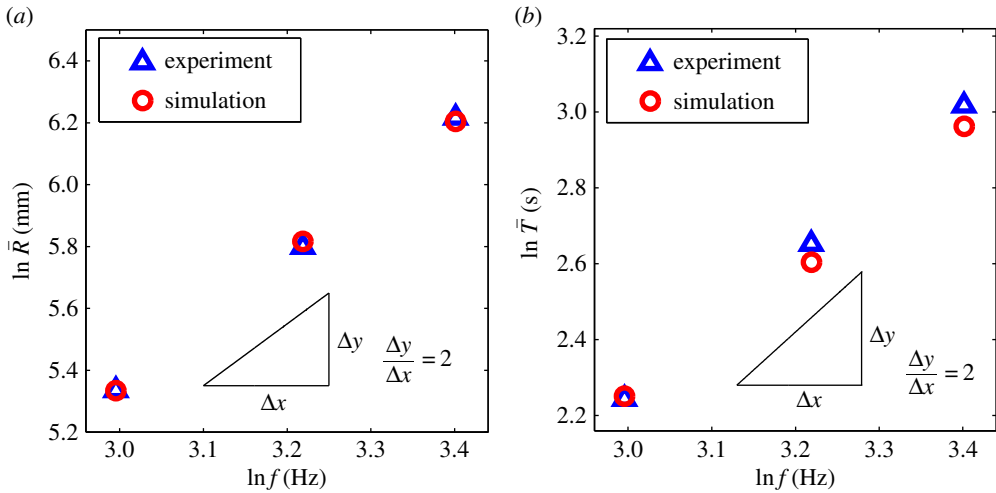 (a)
6.4
6.2
6.0
5.8
5.6
5.4
5.2
ln R̄ (mm)
experiment
simulation
Δy
Δx
Δy/Δx = 2
3.0 3.1 3.2 3.3 3.4
ln f (Hz)
(b)
3.2
3.0
2.8
2.6
2.4
2.2
ln T̄ (s)
experiment
simulation
Δy
Δx
Δy/Δx = 2
3.0 3.1 3.2 3.3 3.4
ln f (Hz)